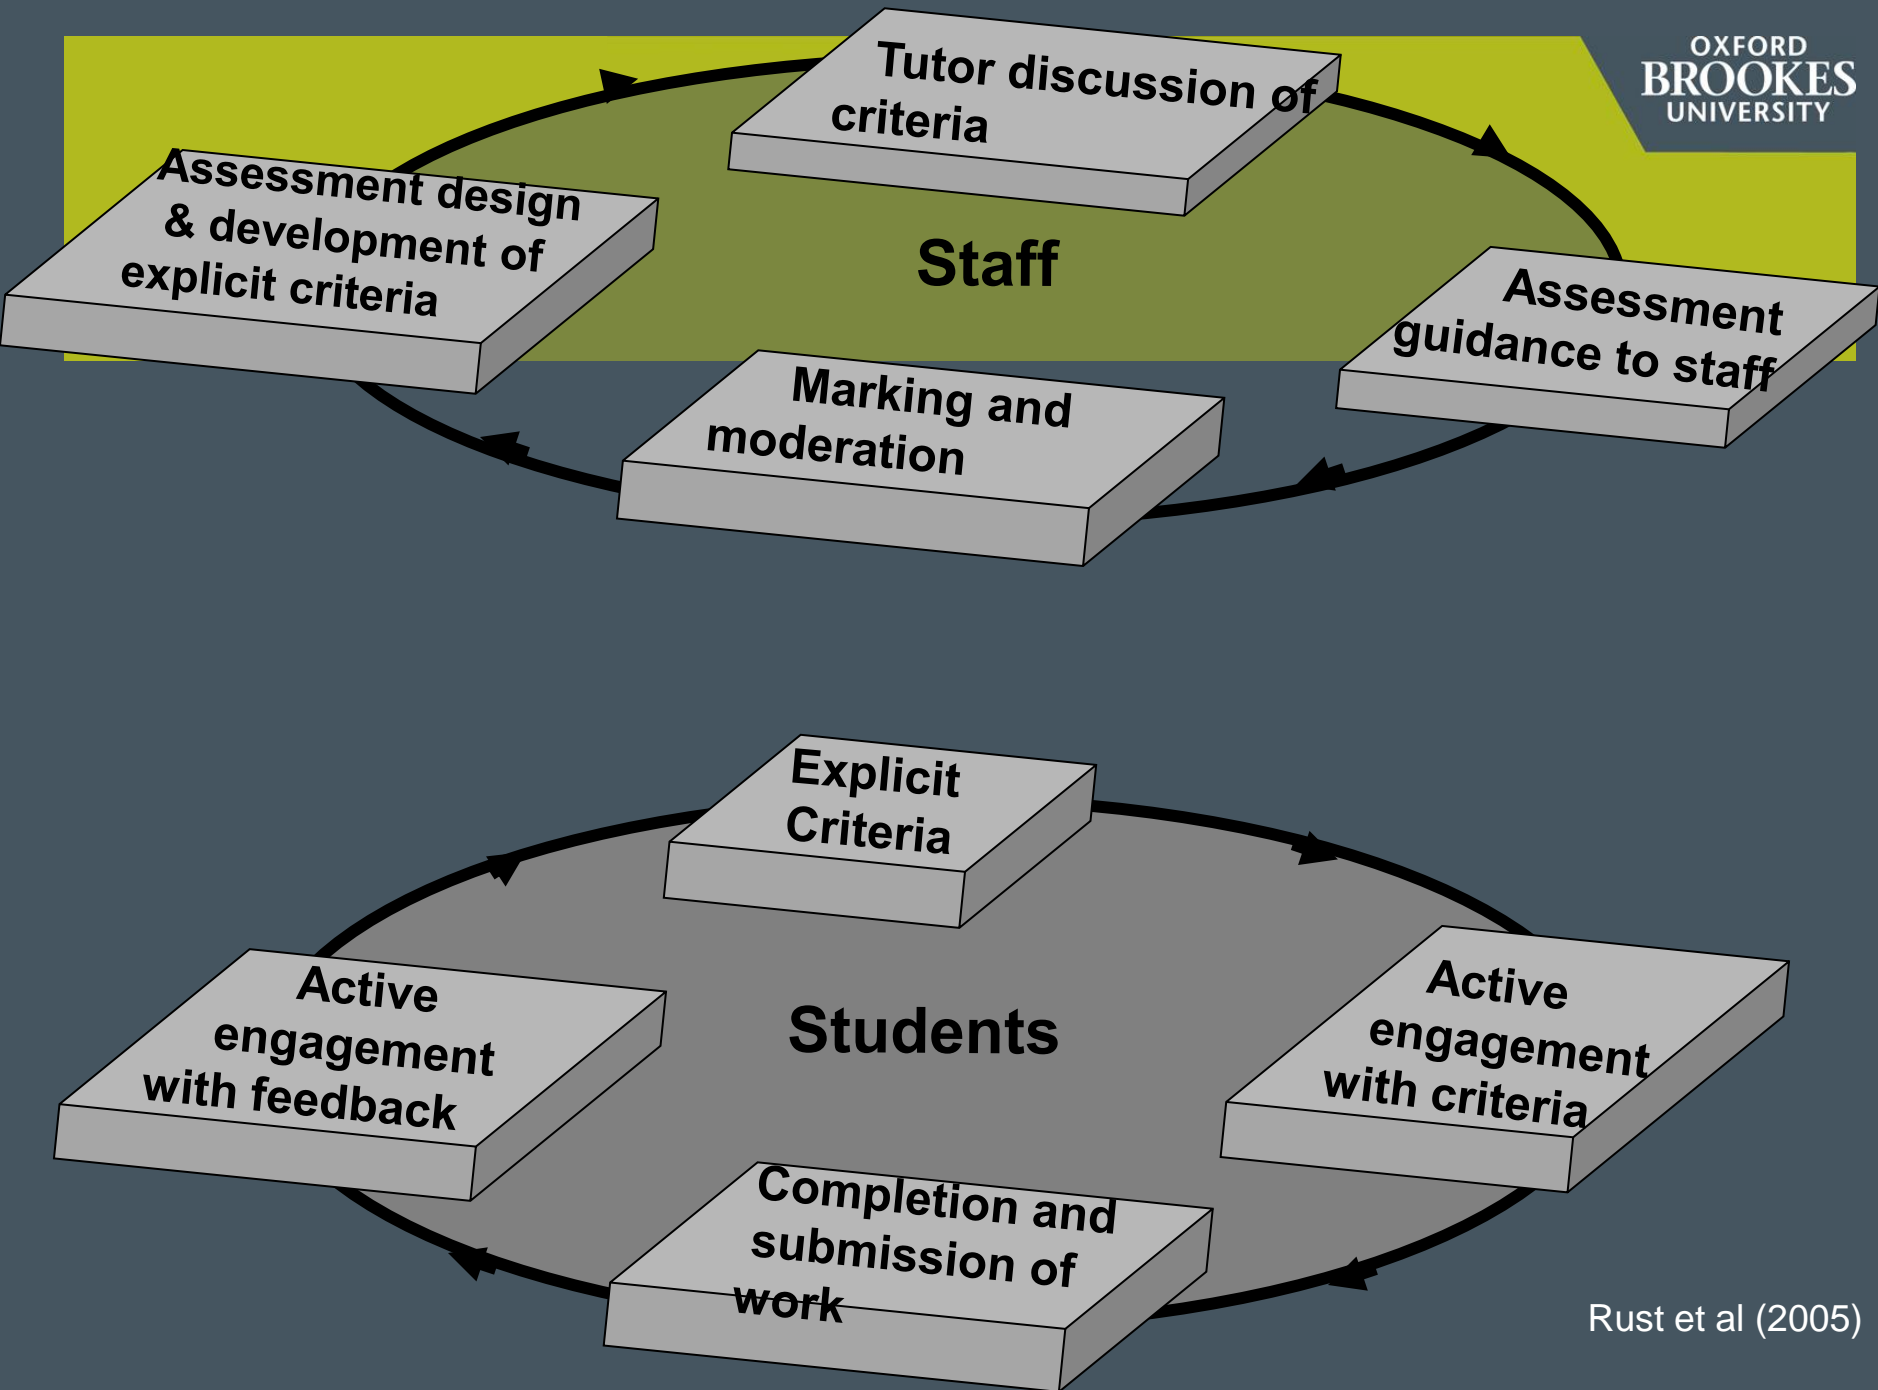 OXFORD
BROOKES
UNIVERSITY
Tutor discussion of
criteria
Assessment design
& development of
explicit criteria
Staff
Assessment
guidance to staff
Marking and
moderation
Explicit
Criteria
Active
engagement
with feedback
Students
Active
engagement
with criteria
Completion and
submission of
work
Rust et al (2005)